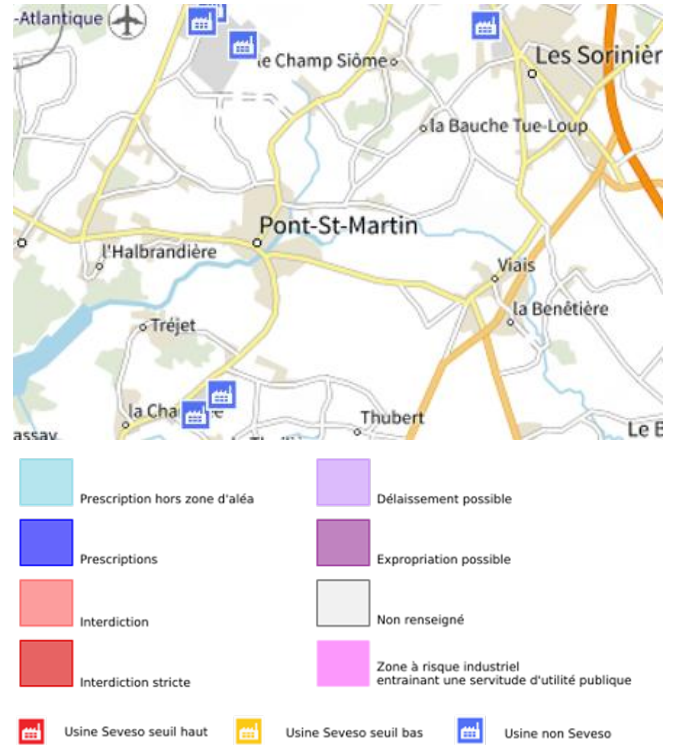 -Atlantique
le Champ Siôme
Les Sorinièr
la Bauche Tue-Loup
Pont-St-Martin
l'Halbrandière
Viais
la Benêtière
Tréjet
la Cha
Thubert
assay
Le B
Prescription hors zone d'aléa
Délaissement possible
Prescriptions
Expropriation possible
Interdiction
Non renseigné
Interdiction stricte
Zone à risque industriel
entrainant une servitude d'utilité publique
Usine Seveso seuil haut
Usine Seveso seuil bas
Usine non Seveso